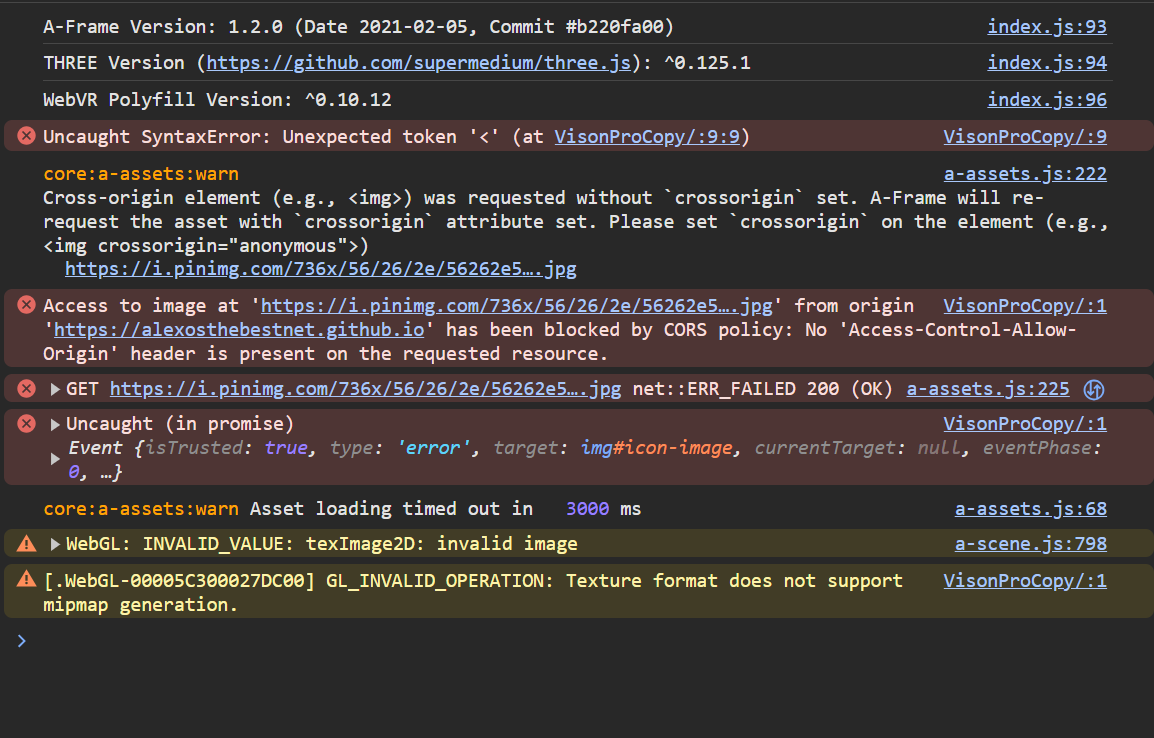 A-Frame Version: 1.2.0 (Date 2021-02-05, Commit #b220fa00) index.js:93
THREE Version (https://github.com/supermedium/three.js): ^0.125.1 index.js:94
WebVR Polyfill Version: ^0.10.12 index.js:96
Uncaught SyntaxError: Unexpected token '<' (at VisonProCopy/:9:9) VisonProCopy/:9
core:a-assets:warn a-assets.js:222
Cross-origin element (e.g., <img>) was requested without `crossorigin` set. A-Frame will re-
request the asset with `crossorigin` attribute set. Please set `crossorigin` on the element (e.g.,
<img crossorigin="anonymous">)
https://i.pinimg.com/736x/56/26/2e/56262e5….jpg
Access to image at 'https://i.pinimg.com/736x/56/26/2e/56262e5….jpg' from origin VisonProCopy/:1
'https://alexosthebestnet.github.io' has been blocked by CORS policy: No 'Access-Control-Allow-
Origin' header is present on the requested resource.
GET https://i.pinimg.com/736x/56/26/2e/56262e5….jpg net::ERR_FAILED 200 (OK) a-assets.js:225
Uncaught (in promise) VisonProCopy/:1
Event {isTrusted: true, type: 'error', target: img#icon-image, currentTarget: null, eventPhase:
0, …}
core:a-assets:warn Asset loading timed out in 3000 ms a-assets.js:68
WebGL: INVALID_VALUE: texImage2D: invalid image a-scene.js:798
[.WebGL-00005C300027DC00] GL_INVALID_OPERATION: Texture format does not support VisonProCopy/:1
mipmap generation.